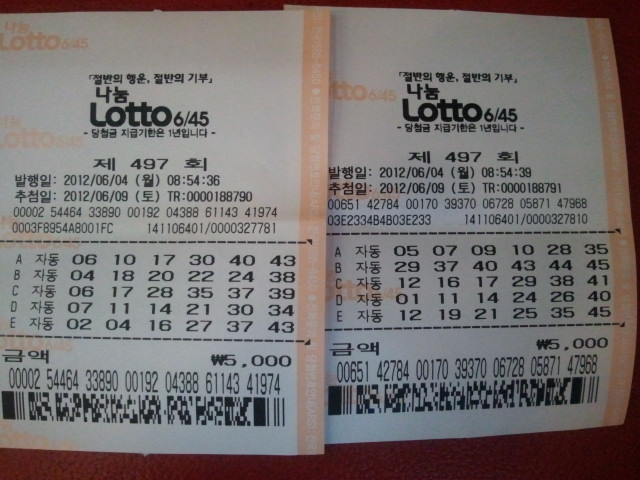 나눔
Lotto 6/45
「절반의 행운, 절반의 기부」
나눔
Lotto 6/45
- 당첨금 지급기한은 1년입니다 -
제 497 회
발행일: 2012/06/04 (월) 08:54:36
추첨일: 2012/06/09 (토) TR:0000188790
00002 54464 33890 00192 04388 61143 41974
0003F8954A8001FC 141106401/0000327781
A 자동 06 10 17 30 40 43
B 자동 04 18 20 22 24 38
C 자동 06 17 28 35 37 39
D 자동 07 11 14 21 30 34
E 자동 02 04 16 27 37 43
금액 ₩5,000
00002 54464 33890 00192 04388 61143 41974
「절반의 행운, 절반의 기부」
나눔
Lotto 6/45
- 당첨금 지급기한은 1년입니다 -
제 497 회
발행일: 2012/06/04 (월) 08:54:39
추첨일: 2012/06/09 (토) TR:0000188791
00651 42784 00170 39370 06728 05871 47968
03E2334B4B03E233 141106401/0000327810
A 자동 05 07 09 10 28 35
B 자동 29 37 40 43 44 45
C 자동 12 16 17 29 38 41
D 자동 01 11 14 24 26 40
E 자동 12 19 21 25 35 45
금액 ₩5,000
00651 42784 00170 39370 06728 05871 47968